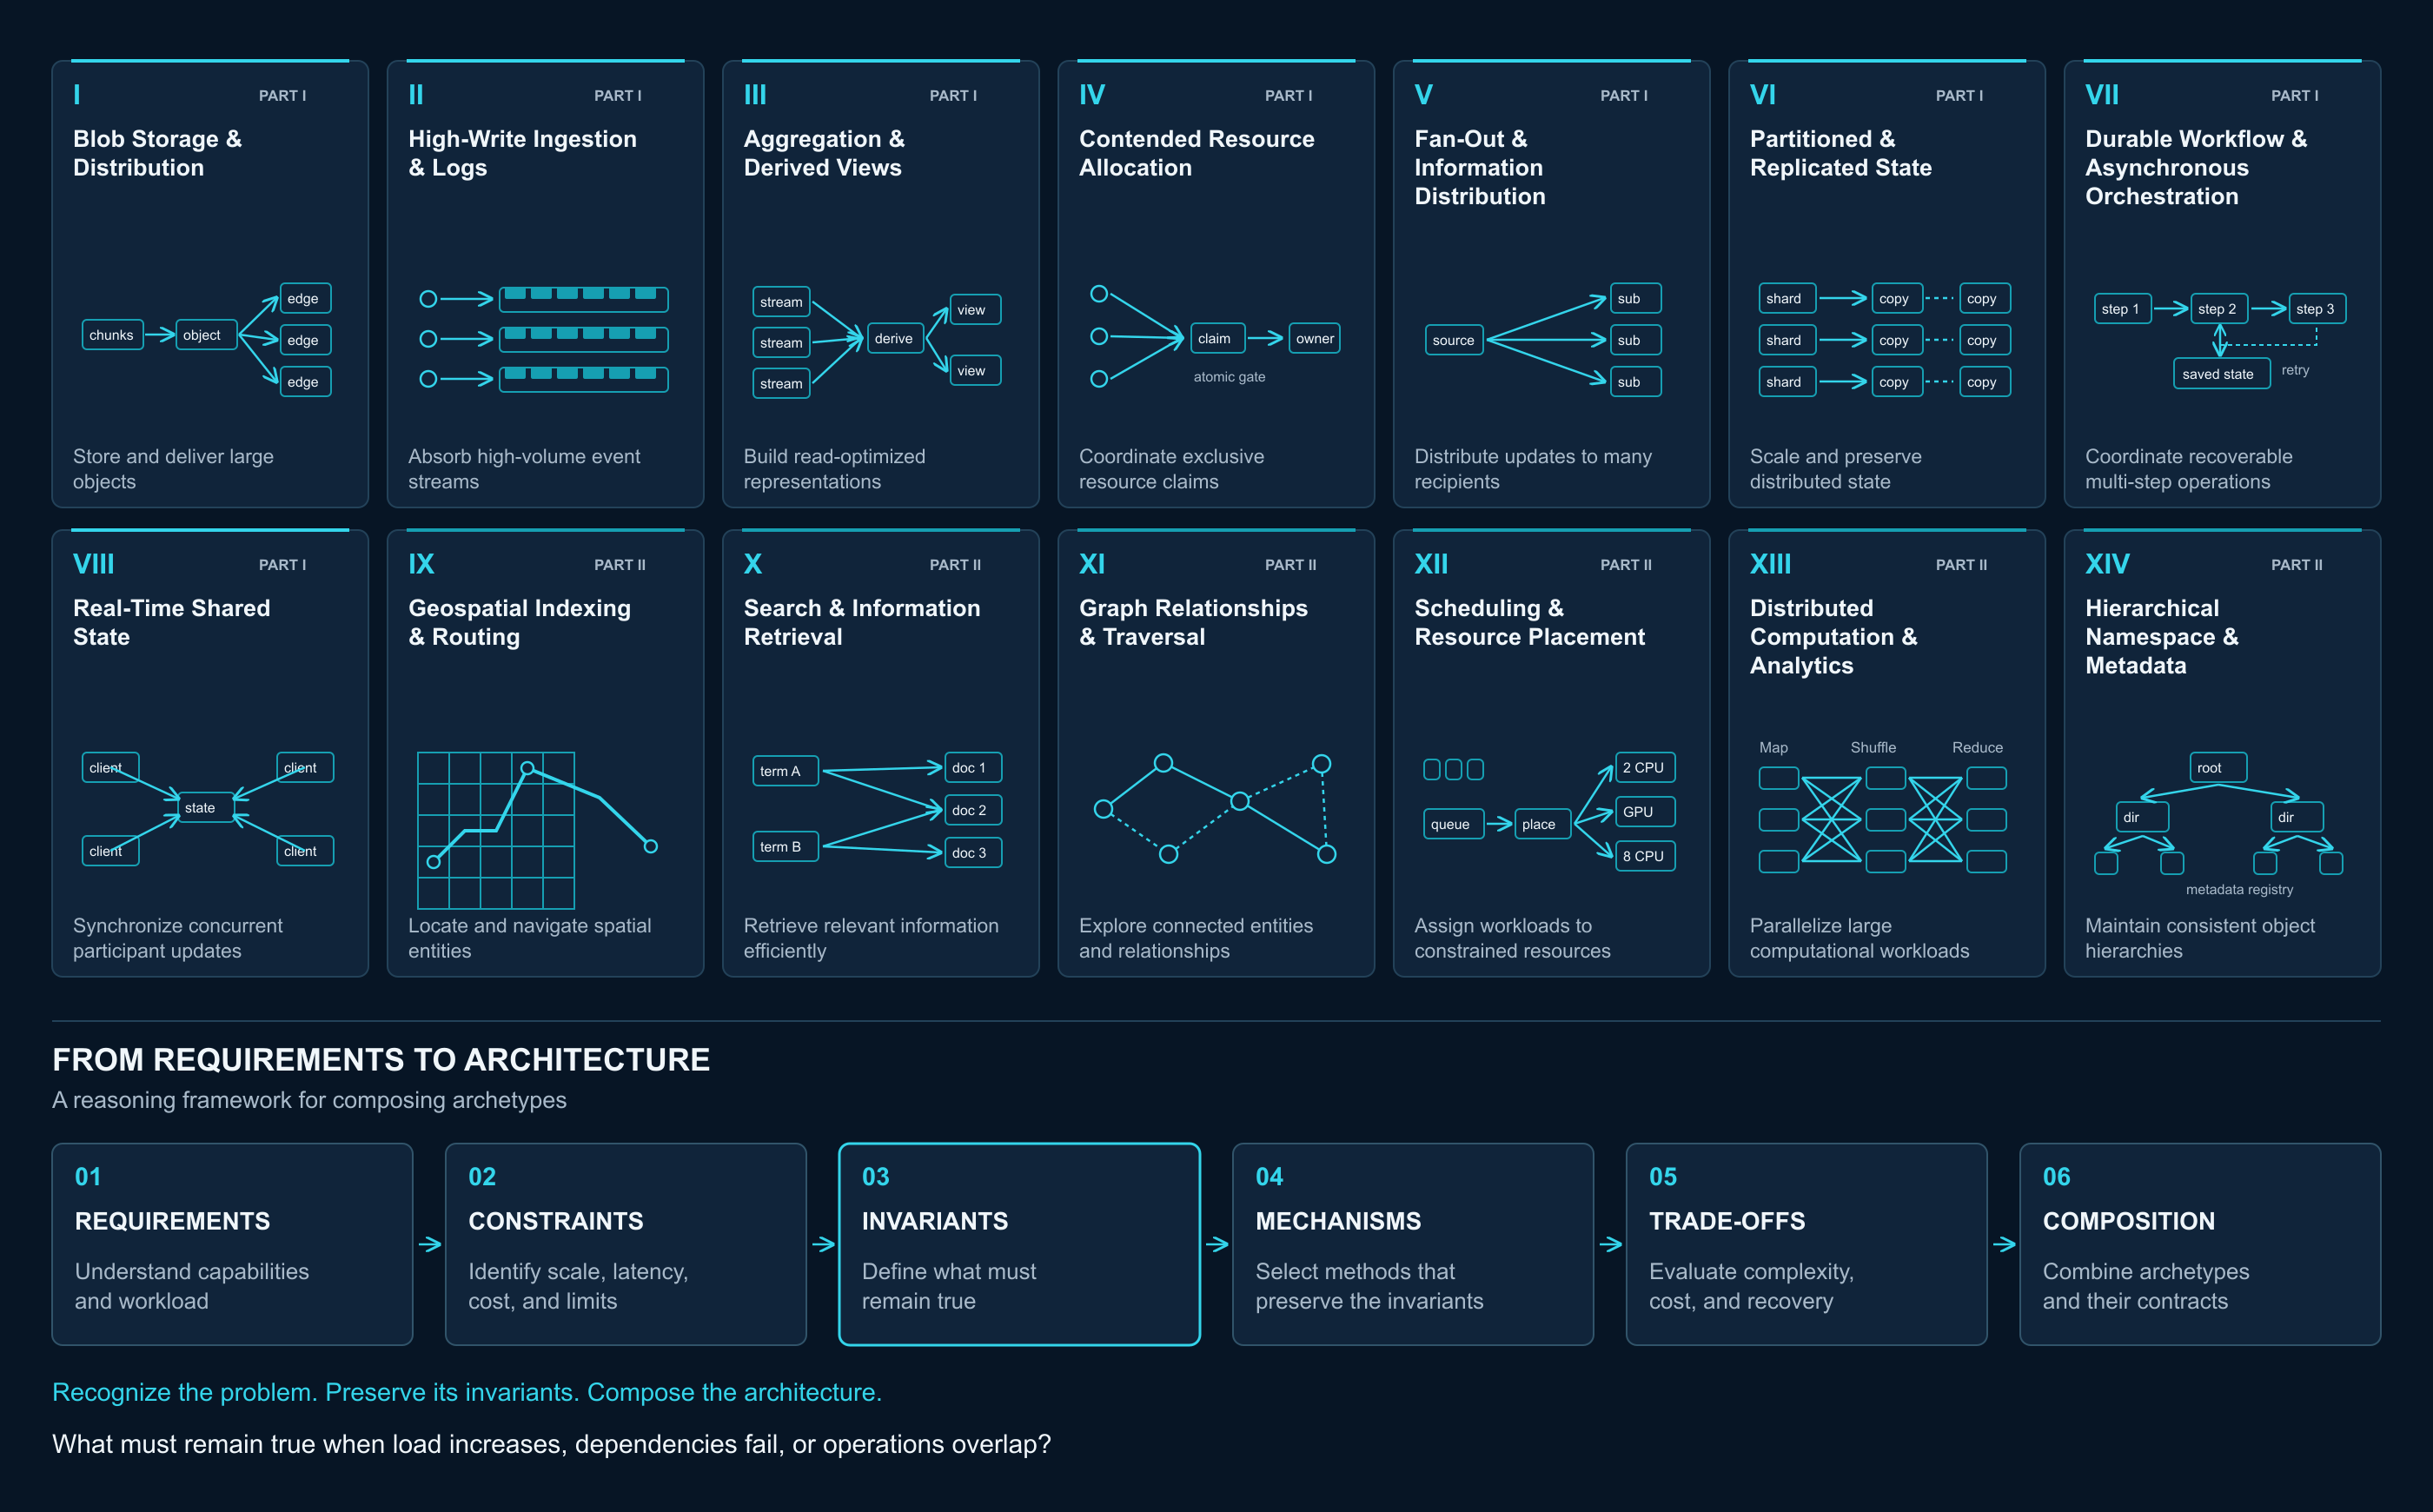 I PART I
Blob Storage &
Distribution
chunks
object
edge
edge
edge
Store and deliver large
objects
II PART I
High-Write Ingestion
& Logs
Absorb high-volume event
streams
III PART I
Aggregation &
Derived Views
stream
stream
stream
derive
view
view
Build read-optimized
representations
IV PART I
Contended Resource
Allocation
claim
owner
atomic gate
Coordinate exclusive
resource claims
V PART I
Fan-Out &
Information
Distribution
source
sub
sub
sub
Distribute updates to many
recipients
VI PART I
Partitioned &
Replicated State
shard copy copy
shard copy copy
shard copy copy
Scale and preserve
distributed state
VII PART I
Durable Workflow &
Asynchronous
Orchestration
step 1 step 2 step 3
saved state retry
Coordinate recoverable
multi-step operations
VIII PART I
Real-Time Shared
State
client client
state
client client
Synchronize concurrent
participant updates
IX PART II
Geospatial Indexing
& Routing
Locate and navigate spatial
entities
X PART II
Search & Information
Retrieval
term A
term B
doc 1
doc 2
doc 3
Retrieve relevant information
efficiently
XI PART II
Graph Relationships
& Traversal
Explore connected entities
and relationships
XII PART II
Scheduling &
Resource Placement
queue
place
2 CPU
GPU
8 CPU
Assign workloads to
constrained resources
XIII PART II
Distributed
Computation &
Analytics
Map Shuffle Reduce
Parallelize large
computational workloads
XIV PART II
Hierarchical
Namespace &
Metadata
root
dir dir
metadata registry
Maintain consistent object
hierarchies
FROM REQUIREMENTS TO ARCHITECTURE
A reasoning framework for composing archetypes
01
REQUIREMENTS
Understand capabilities
and workload
02
CONSTRAINTS
Identify scale, latency,
cost, and limits
03
INVARIANTS
Define what must
remain true
04
MECHANISMS
Select methods that
preserve the invariants
05
TRADE-OFFS
Evaluate complexity,
cost, and recovery
06
COMPOSITION
Combine archetypes
and their contracts
Recognize the problem. Preserve its invariants. Compose the architecture.
What must remain true when load increases, dependencies fail, or operations overlap?